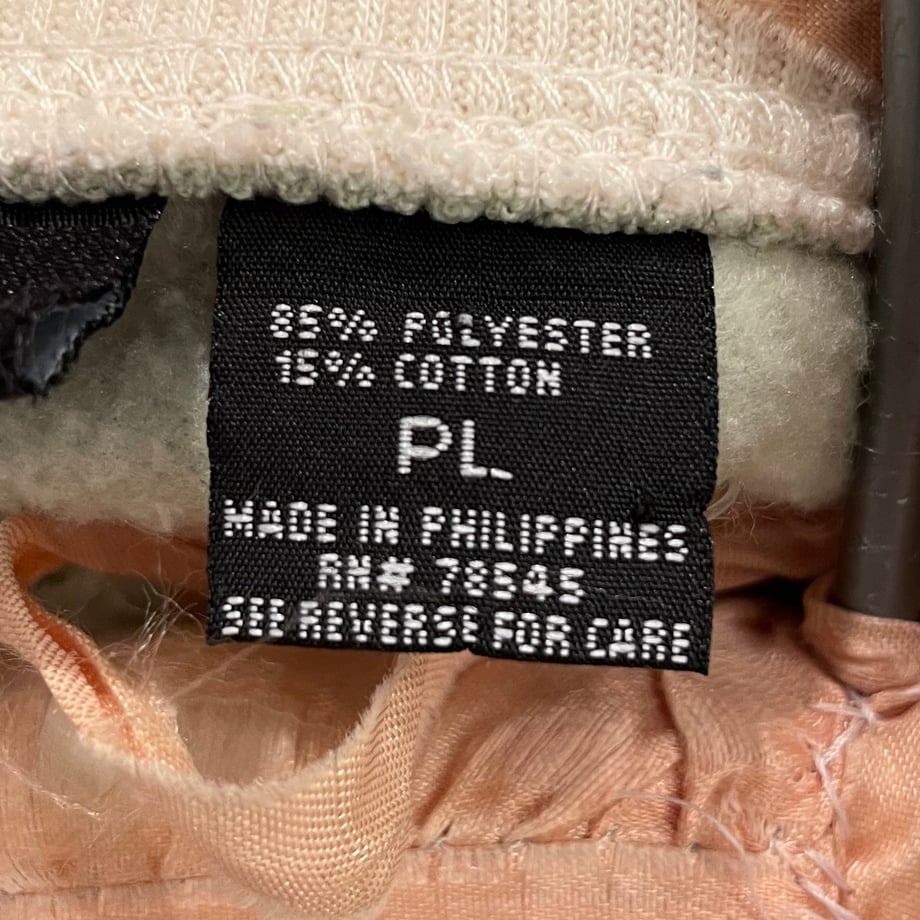 85% POLYESTER
15% COTTON
PL
MADE IN PHILIPPINES
RN# 78545
SEE REVERSE FOR CARE